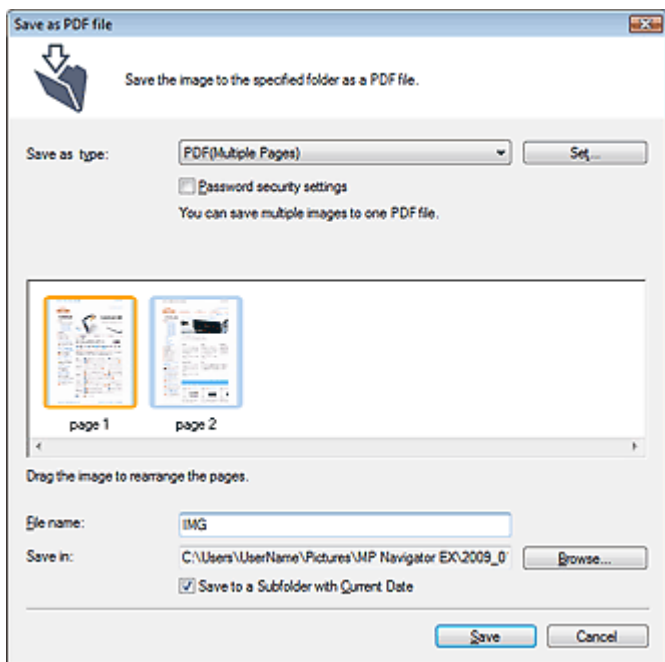 Save as PDF file
Save the image to the specified folder as a PDF file.
Save as type: PDF(Multiple Pages) Set...
Password security settings
You can save multiple images to one PDF file.
page 1 page 2
Drag the image to rearrange the pages.
File name: IMG
Save in: C:\Users\UserName\Pictures\MP Navigator EX\2009_0 Browse...
Save to a Subfolder with Current Date
Save Cancel